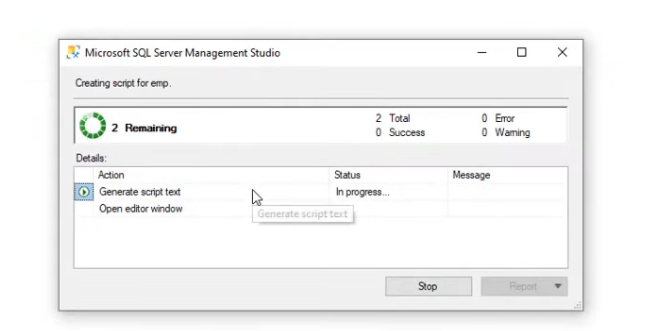 Microsoft SQL Server Management Studio
Creating script for emp.
2 Remaining
2 Total
0 Error
0 Success
0 Warning
Details:
Action Status Message
Generate script text In progress...
Open editor window
Generate script text
Stop Report